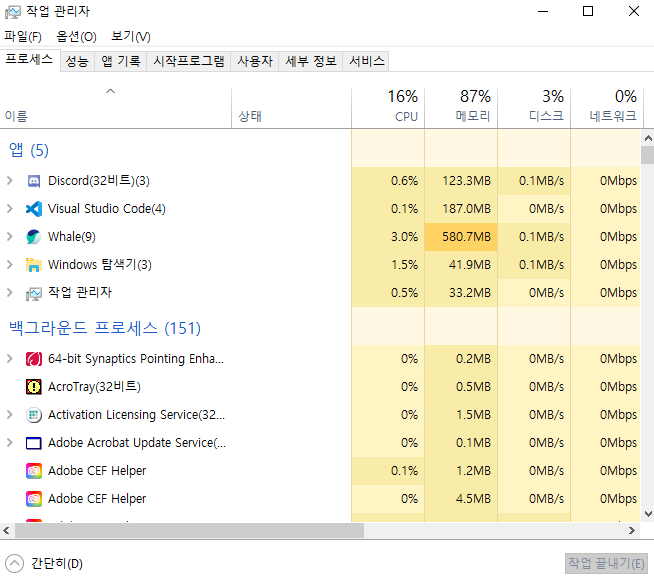 작업 관리자
파일(F) 옵션(O) 보기(V)
프로세스 성능 앱 기록 시작프로그램 사용자 세부 정보 서비스
16% 87% 3% 0%
이름 상태 CPU 메모리 디스크 네트워크
앱 (5)
Discord(32비트)(3) 0.6% 123.3MB 0.1MB/s 0Mbps
Visual Studio Code(4) 0.1% 187.0MB 0MB/s 0Mbps
Whale(9) 3.0% 580.7MB 0.1MB/s 0Mbps
Windows 탐색기(3) 1.5% 41.9MB 0.1MB/s 0Mbps
작업 관리자 0.5% 33.2MB 0MB/s 0Mbps
백그라운드 프로세스 (151)
64-bit Synaptics Pointing Enha... 0% 0.2MB 0MB/s 0Mbps
AcroTray(32비트) 0% 0.5MB 0MB/s 0Mbps
Activation Licensing Service(32... 0% 1.5MB 0MB/s 0Mbps
Adobe Acrobat Update Service(... 0% 0.1MB 0MB/s 0Mbps
Adobe CEF Helper 0.1% 1.2MB 0MB/s 0Mbps
Adobe CEF Helper 0% 4.5MB 0MB/s 0Mbps
간단히(D) 작업 끝내기(E)